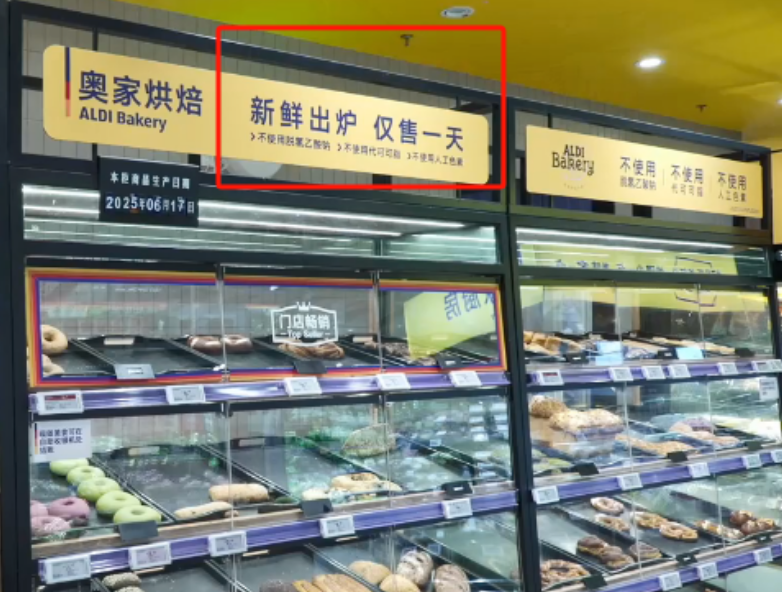 奥家烘焙
ALDI Bakery
新鲜出炉 仅售一天
>不使用脱氢乙酸钠 >不使用代可可脂 >不使用人工色素
ALDI
Bakery
不使用 不使用 不使用
脱氢乙酸钠 代可可脂 人工色素
本柜商品生产日期
2025年06月17日
门店畅销
Top Seller